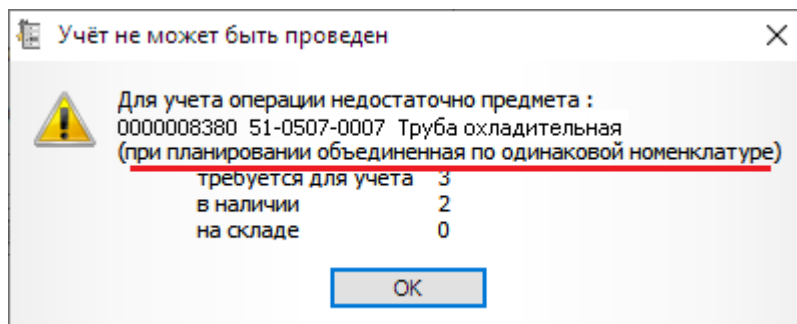 Учёт не может быть проведен
Для учета операции недостаточно предмета :
0000008380 51-0507-0007 Труба охладительная
(при планировании объединенная по одинаковой номенклатуре)
требуется для учета 3
в наличии 2
на складе 0
OK